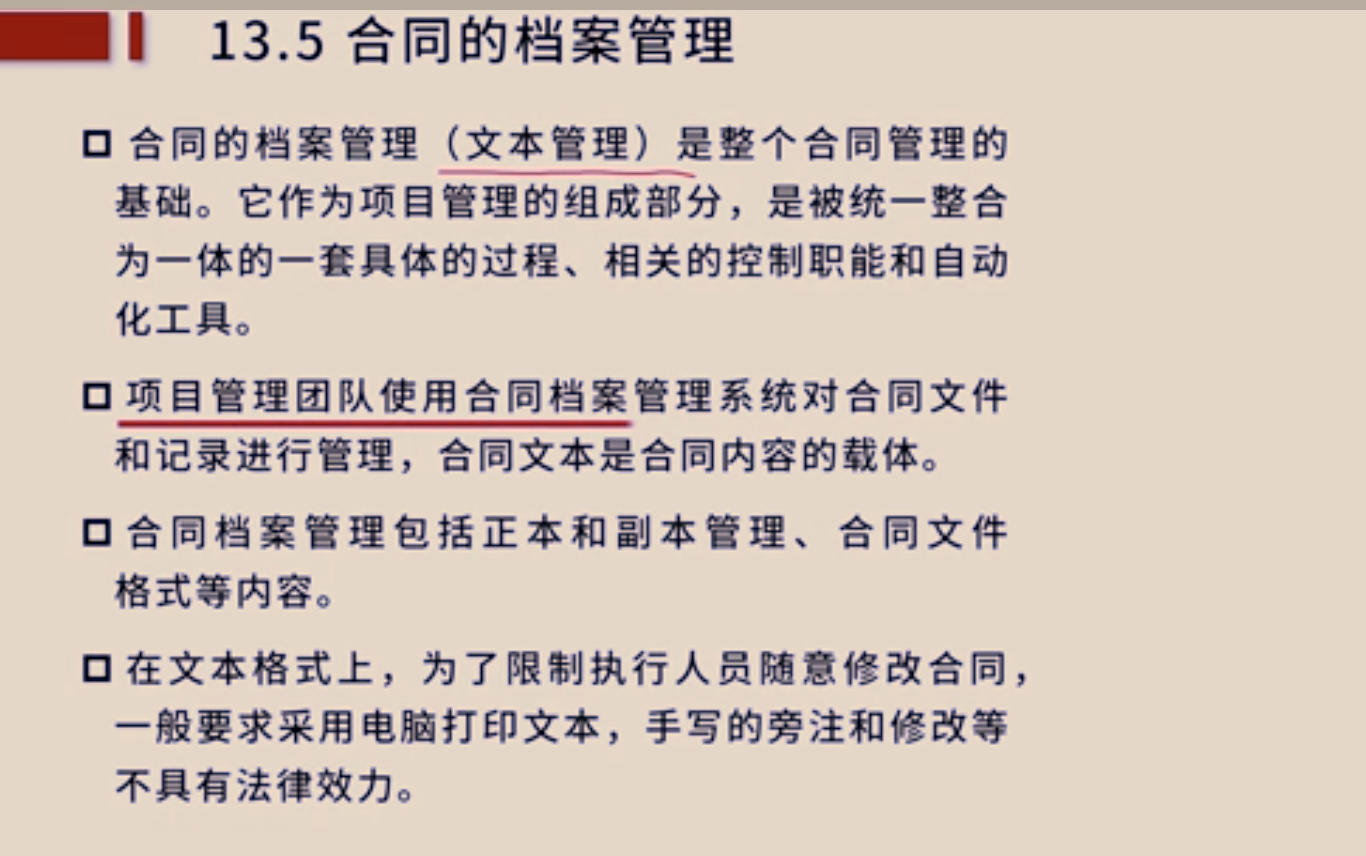 13.5 合同的档案管理
合同的档案管理（文本管理）是整个合同管理的
基础。它作为项目管理的组成部分，是被统一整合
为一体的一套具体的过程、相关的控制职能和自动
化工具。
项目管理团队使用合同档案管理系统对合同文件
和记录进行管理，合同文本是合同内容的载体。
合同档案管理包括正本和副本管理、合同文件
格式等内容。
在文本格式上，为了限制执行人员随意修改合同，
一般要求采用电脑打印文本，手写的旁注和修改等
不具有法律效力。